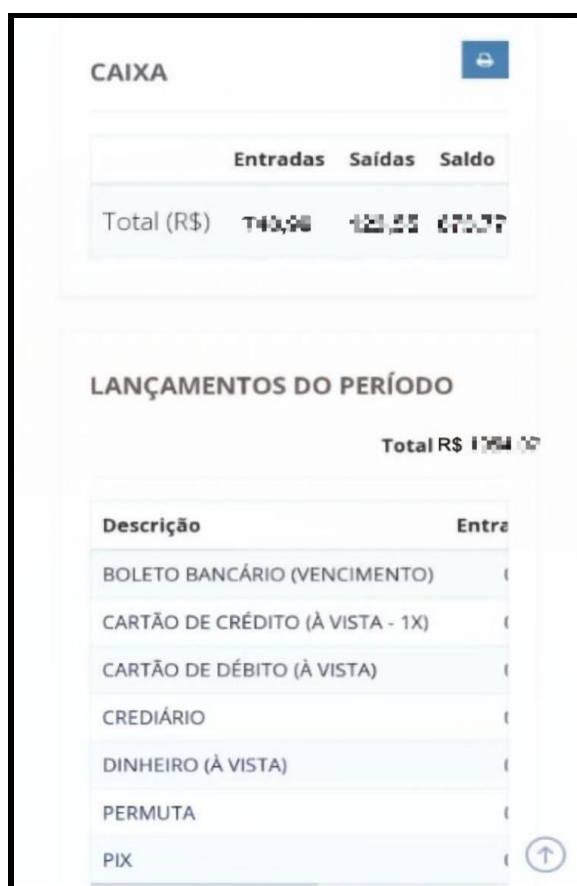 CAIXA
Entradas Saídas Saldo
Total (R$)
LANÇAMENTOS DO PERÍODO
Total R$
Descrição Entra
BOLETO BANCÁRIO (VENCIMENTO)
CARTÃO DE CRÉDITO (À VISTA - 1X)
CARTÃO DE DÉBITO (À VISTA)
CREDIÁRIO
DINHEIRO (À VISTA)
PERMUTA
PIX